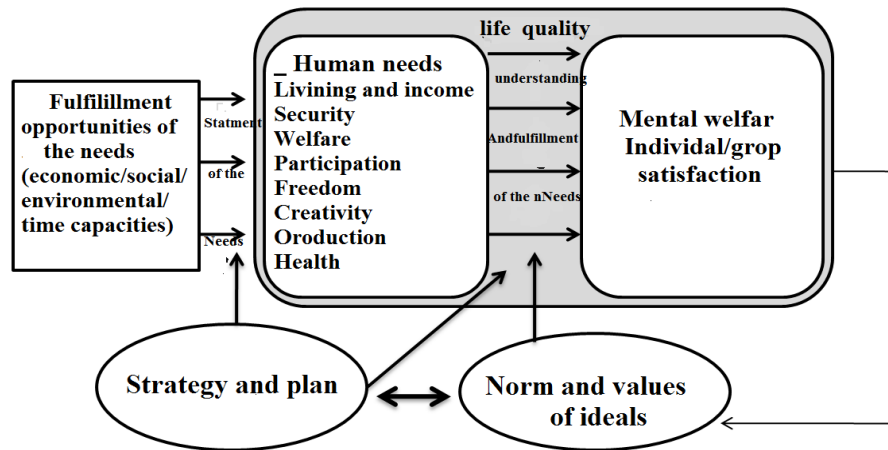 life quality
Fulfilillment
opportunities of
the needs
(economic/social/
environmental/
time capacities)
Statment
of the
Needs
_ Human needs
Livining and income
Security
Welfare
Participation
Freedom
Creativity
Oroduction
Health
understanding
Andfulfillment
of the nNeeds
Mental welfar
Individal/grop
satisfaction
Strategy and plan
Norm and values
of ideals